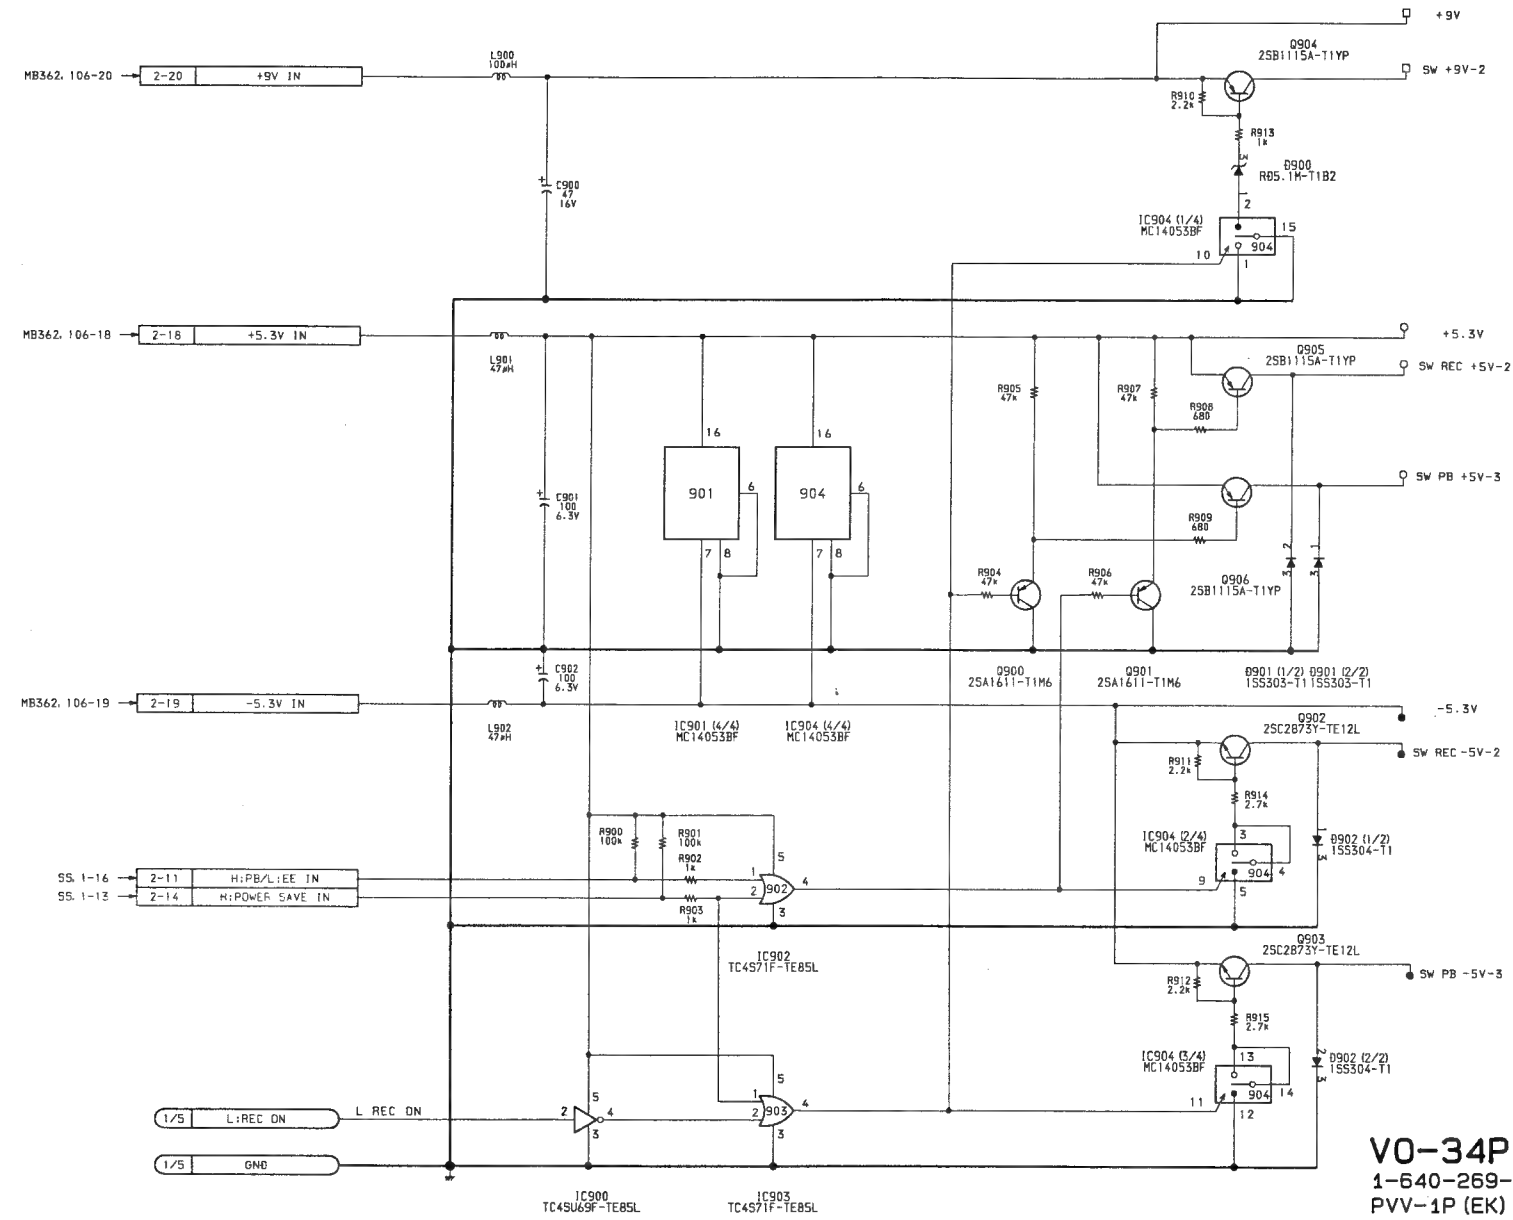 +9V
Q904
2SB1115A-T1YP
L900
100µH
MB362, 106-20
2-20
+9V IN
SW +9V-2
R910
2.2k
R913
1k
3
D900
RD5.1M-T1B2
1
C900
47
16V
2
IC904 (1/4)
MC14053BF
15
904
10
1
MB362, 106-18
2-18
+5.3V IN
+5.3V
L901
47µH
Q905
2SB1115A-T1YP
SW REC +5V-2
R905
47k
R907
47k
R908
680
16
16
SW PB +5V-3
901
6
904
6
C901
100
6.3V
R909
680
7
8
7
8
2
1
3
3
R904
47k
R906
47k
Q906
2SB1115A-T1YP
C902
100
6.3V
Q900
2SA1611-T1M6
Q901
2SA1611-T1M6
D901 (1/2)
1SS303-T1
D901 (2/2)
1SS303-T1
MB362, 106-19
2-19
-5.3V IN
-5.3V
L902
47µH
IC901 (4/4)
MC14053BF
IC904 (4/4)
MC14053BF
Q902
2SC2873Y-TE12L
SW REC -5V-2
R911
2.2k
R914
2.7k
R900
100k
R901
100k
IC904 (2/4)
MC14053BF
3
1
D902 (1/2)
1SS304-T1
3
R902
1k
5
SS, 1-16
2-11
H:PB/L:EE IN
1
902
4
9
904
4
SS, 1-13
2-14
H:POWER SAVE IN
2
5
R903
1k
3
IC902
TC4S71F-TE85L
Q903
2SC2873Y-TE12L
SW PB -5V-3
R912
2.2k
R915
2.7k
IC904 (3/4)
MC14053BF
13
2
D902 (2/2)
1SS304-T1
3
5
5
1
904
14
1/5
L:REC ON
L REC ON
2
4
2
903
4
11
12
3
3
1/5
GND
IC900
TC4SU69F-TE85L
IC903
TC4S71F-TE85L
VO-34P
1-640-269-
PVV-1P (EK)